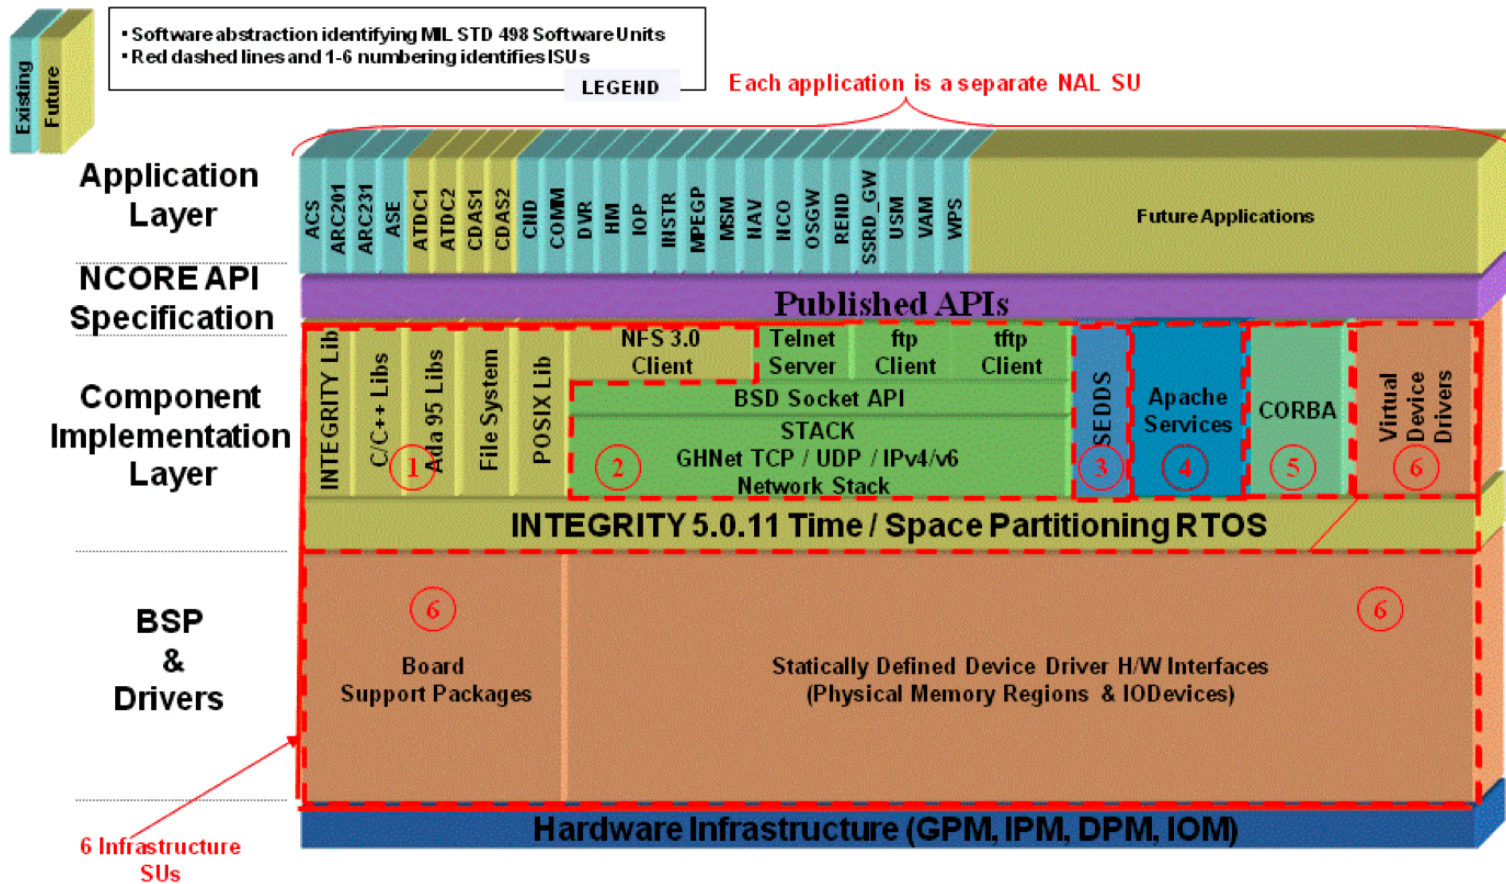 Existing
Future
• Software abstraction identifying MIL STD 498 Software Units
• Red dashed lines and 1-6 numbering identifies ISUs
LEGEND
Each application is a separate NAL SU
Application
Layer
ACS
ARC201
ARC231
ASE
ATDC1
ATDC2
CDAS1
CDAS2
CND
COMM
DVR
HM
IOP
INSTR
MPEGP
MSM
NAV
NCO
OSGW
REND
SSRD_GW
USM
VAM
WPS
Future Applications
NCORE API
Specification
Published APIs
Component
Implementation
Layer
INTEGRITY Lib
C/C++ Libs
Ada 95 Libs
File System
POSIX Lib
NFS 3.0
Client
Telnet
Server
ftp
Client
tftp
Client
BSD Socket API
STACK
GHNet TCP / UDP / IPv4/v6
Network Stack
SEDDS
Apache
Services
CORBA
Virtual
Device
Drivers
1
2
3
4
5
6
INTEGRITY 5.0.11 Time / Space Partitioning RTOS
BSP
&
Drivers
6
Board
Support Packages
6
Statically Defined Device Driver H/W Interfaces
(Physical Memory Regions & IODevices)
Hardware Infrastructure (GPM, IPM, DPM, IOM)
6 Infrastructure
SUs